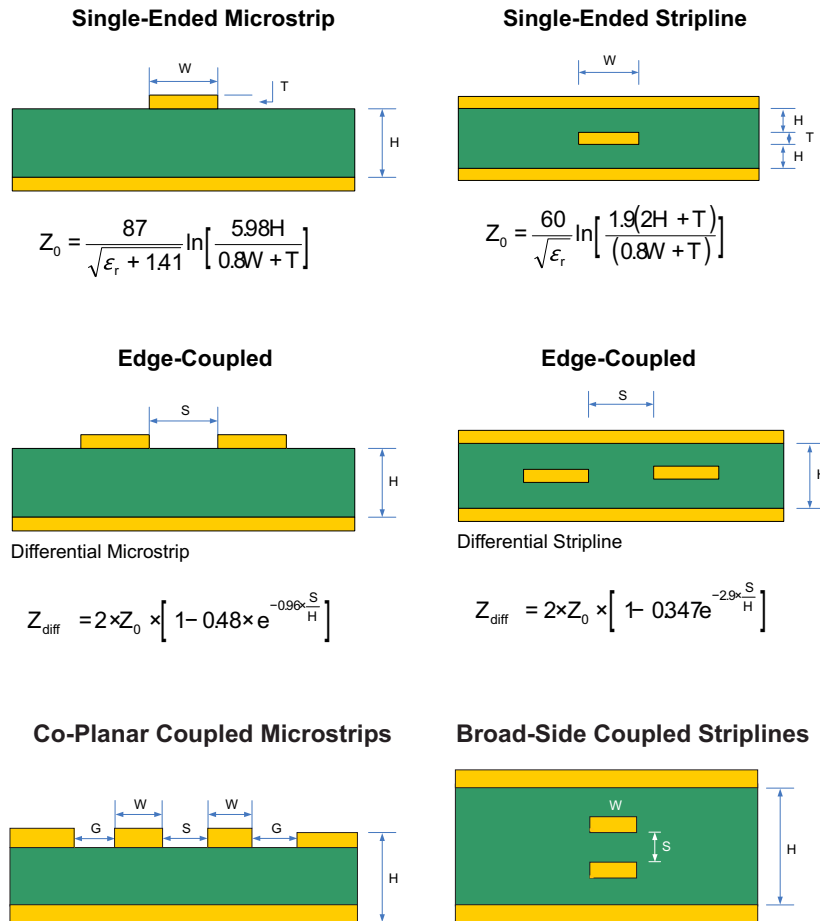 Single-Ended Microstrip
W
T
H
Z0 = 87 / √(εr + 1.41) ln[5.98H / 0.8W + T]
Single-Ended Stripline
W
H
T
H
Z0 = 60 / √εr ln[1.9(2H + T) / (0.8W + T)]
Edge-Coupled
S
H
Differential Microstrip
Zdiff = 2×Z0 ×[1− 0.48× e^−0.96×S/H]
Edge-Coupled
S
H
Differential Stripline
Zdiff = 2×Z0 ×[1− 0.347e^−2.9×S/H]
Co-Planar Coupled Microstrips
W W
G S G
H
Broad-Side Coupled Striplines
W
S
H